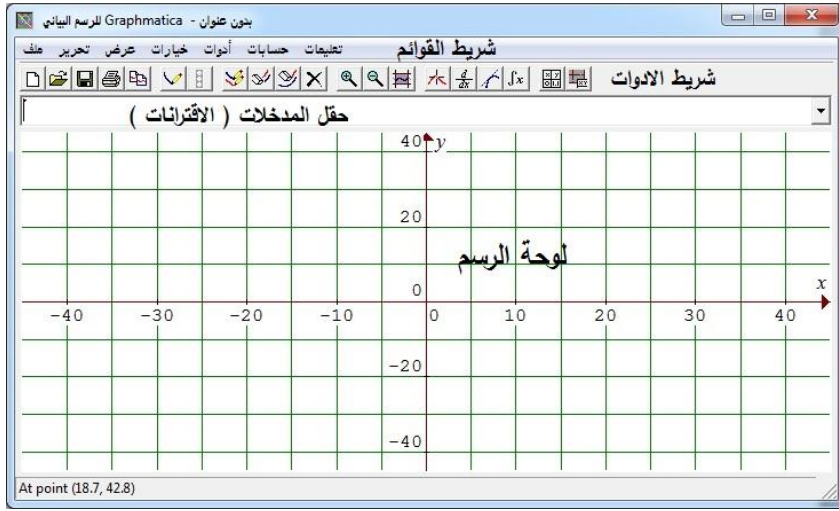 بدون عنوان - Graphmatica للرسم البياني
ملف تحرير عرض خيارات أدوات حسابات تعليمات شريط القوائم
شريط الادوات
حقل المدخلات ( الاقترانات )
40 y
20
لوحة الرسم
0 x
-40 -30 -20 -10 0 10 20 30 40
-20
-40
At point (18.7, 42.8)